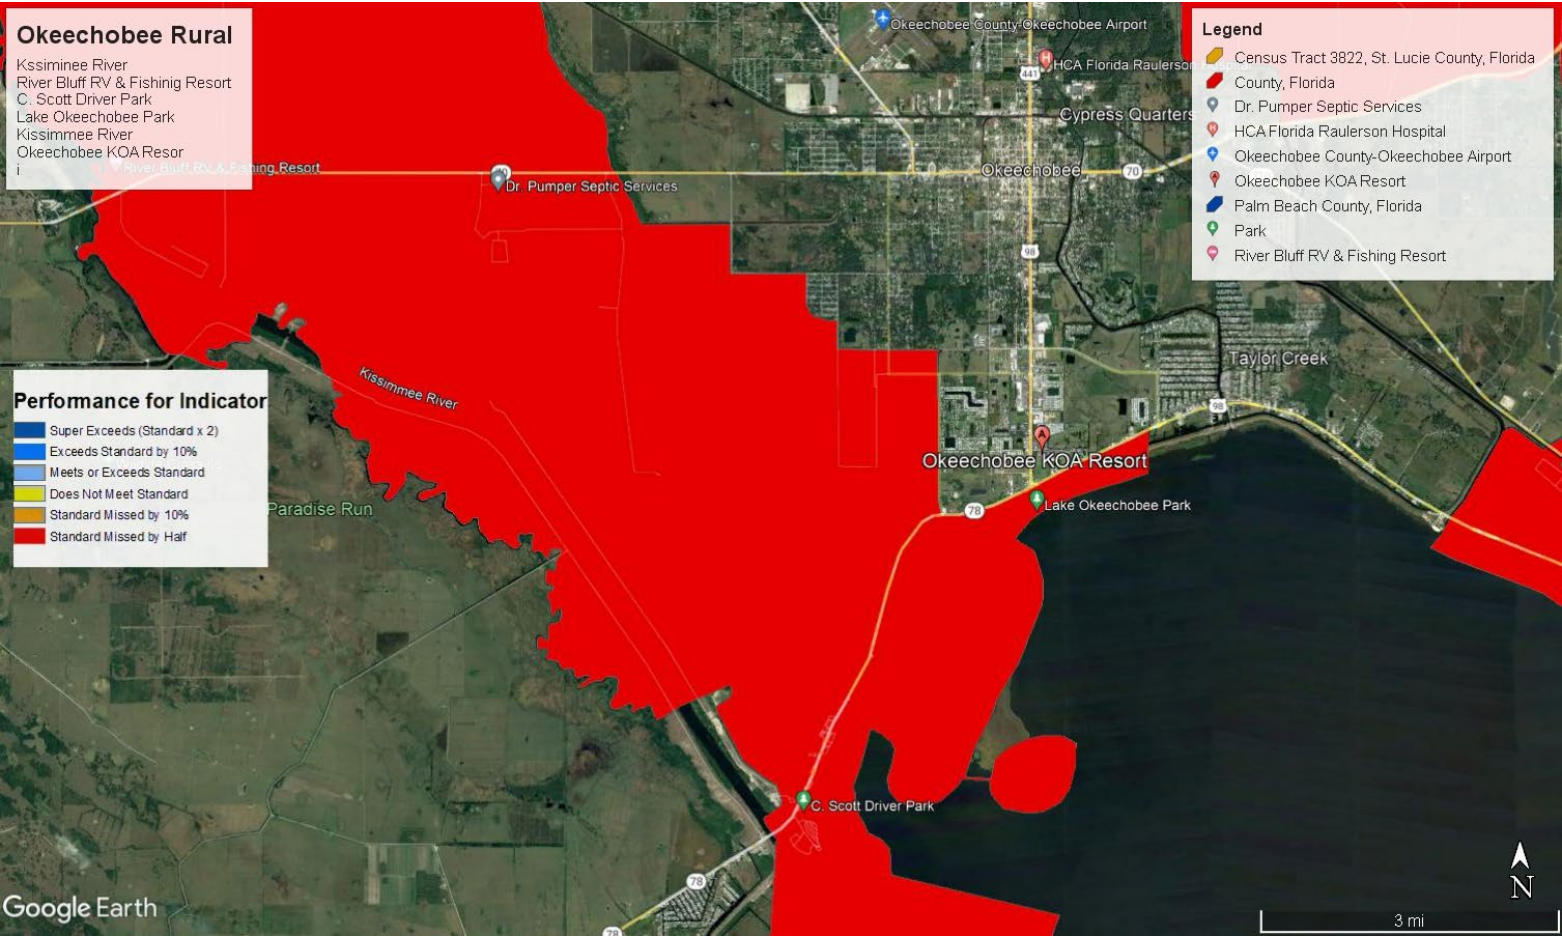 Okeechobee Rural
Kssiminee River
River Bluff RV & Fishinig Resort
C. Scott Driver Park
Lake Okeechobee Park
Kissimmee River
Okeechobee KOA Resor
i
Okeechobee County-Okeechobee Airport
441
HCA Florida Raulerson
Cypress Quarters
Legend
Census Tract 3822, St. Lucie County, Florida
County, Florida
Dr. Pumper Septic Services
HCA Florida Raulerson Hospital
Okeechobee County-Okeechobee Airport
Okeechobee KOA Resort
Palm Beach County, Florida
Park
River Bluff RV & Fishing Resort
River Bluff RV & Fishing Resort
Dr. Pumper Septic Services
Okeechobee
70
98
Taylor Creek
98
Kissimmee River
Performance for Indicator
Super Exceeds (Standard x 2)
Exceeds Standard by 10%
Meets or Exceeds Standard
Does Not Meet Standard
Standard Missed by 10%
Standard Missed by Half
Okeechobee KOA Resort
Paradise Run
78
Lake Okeechobee Park
C. Scott Driver Park
78
78
Google Earth
N
3 mi